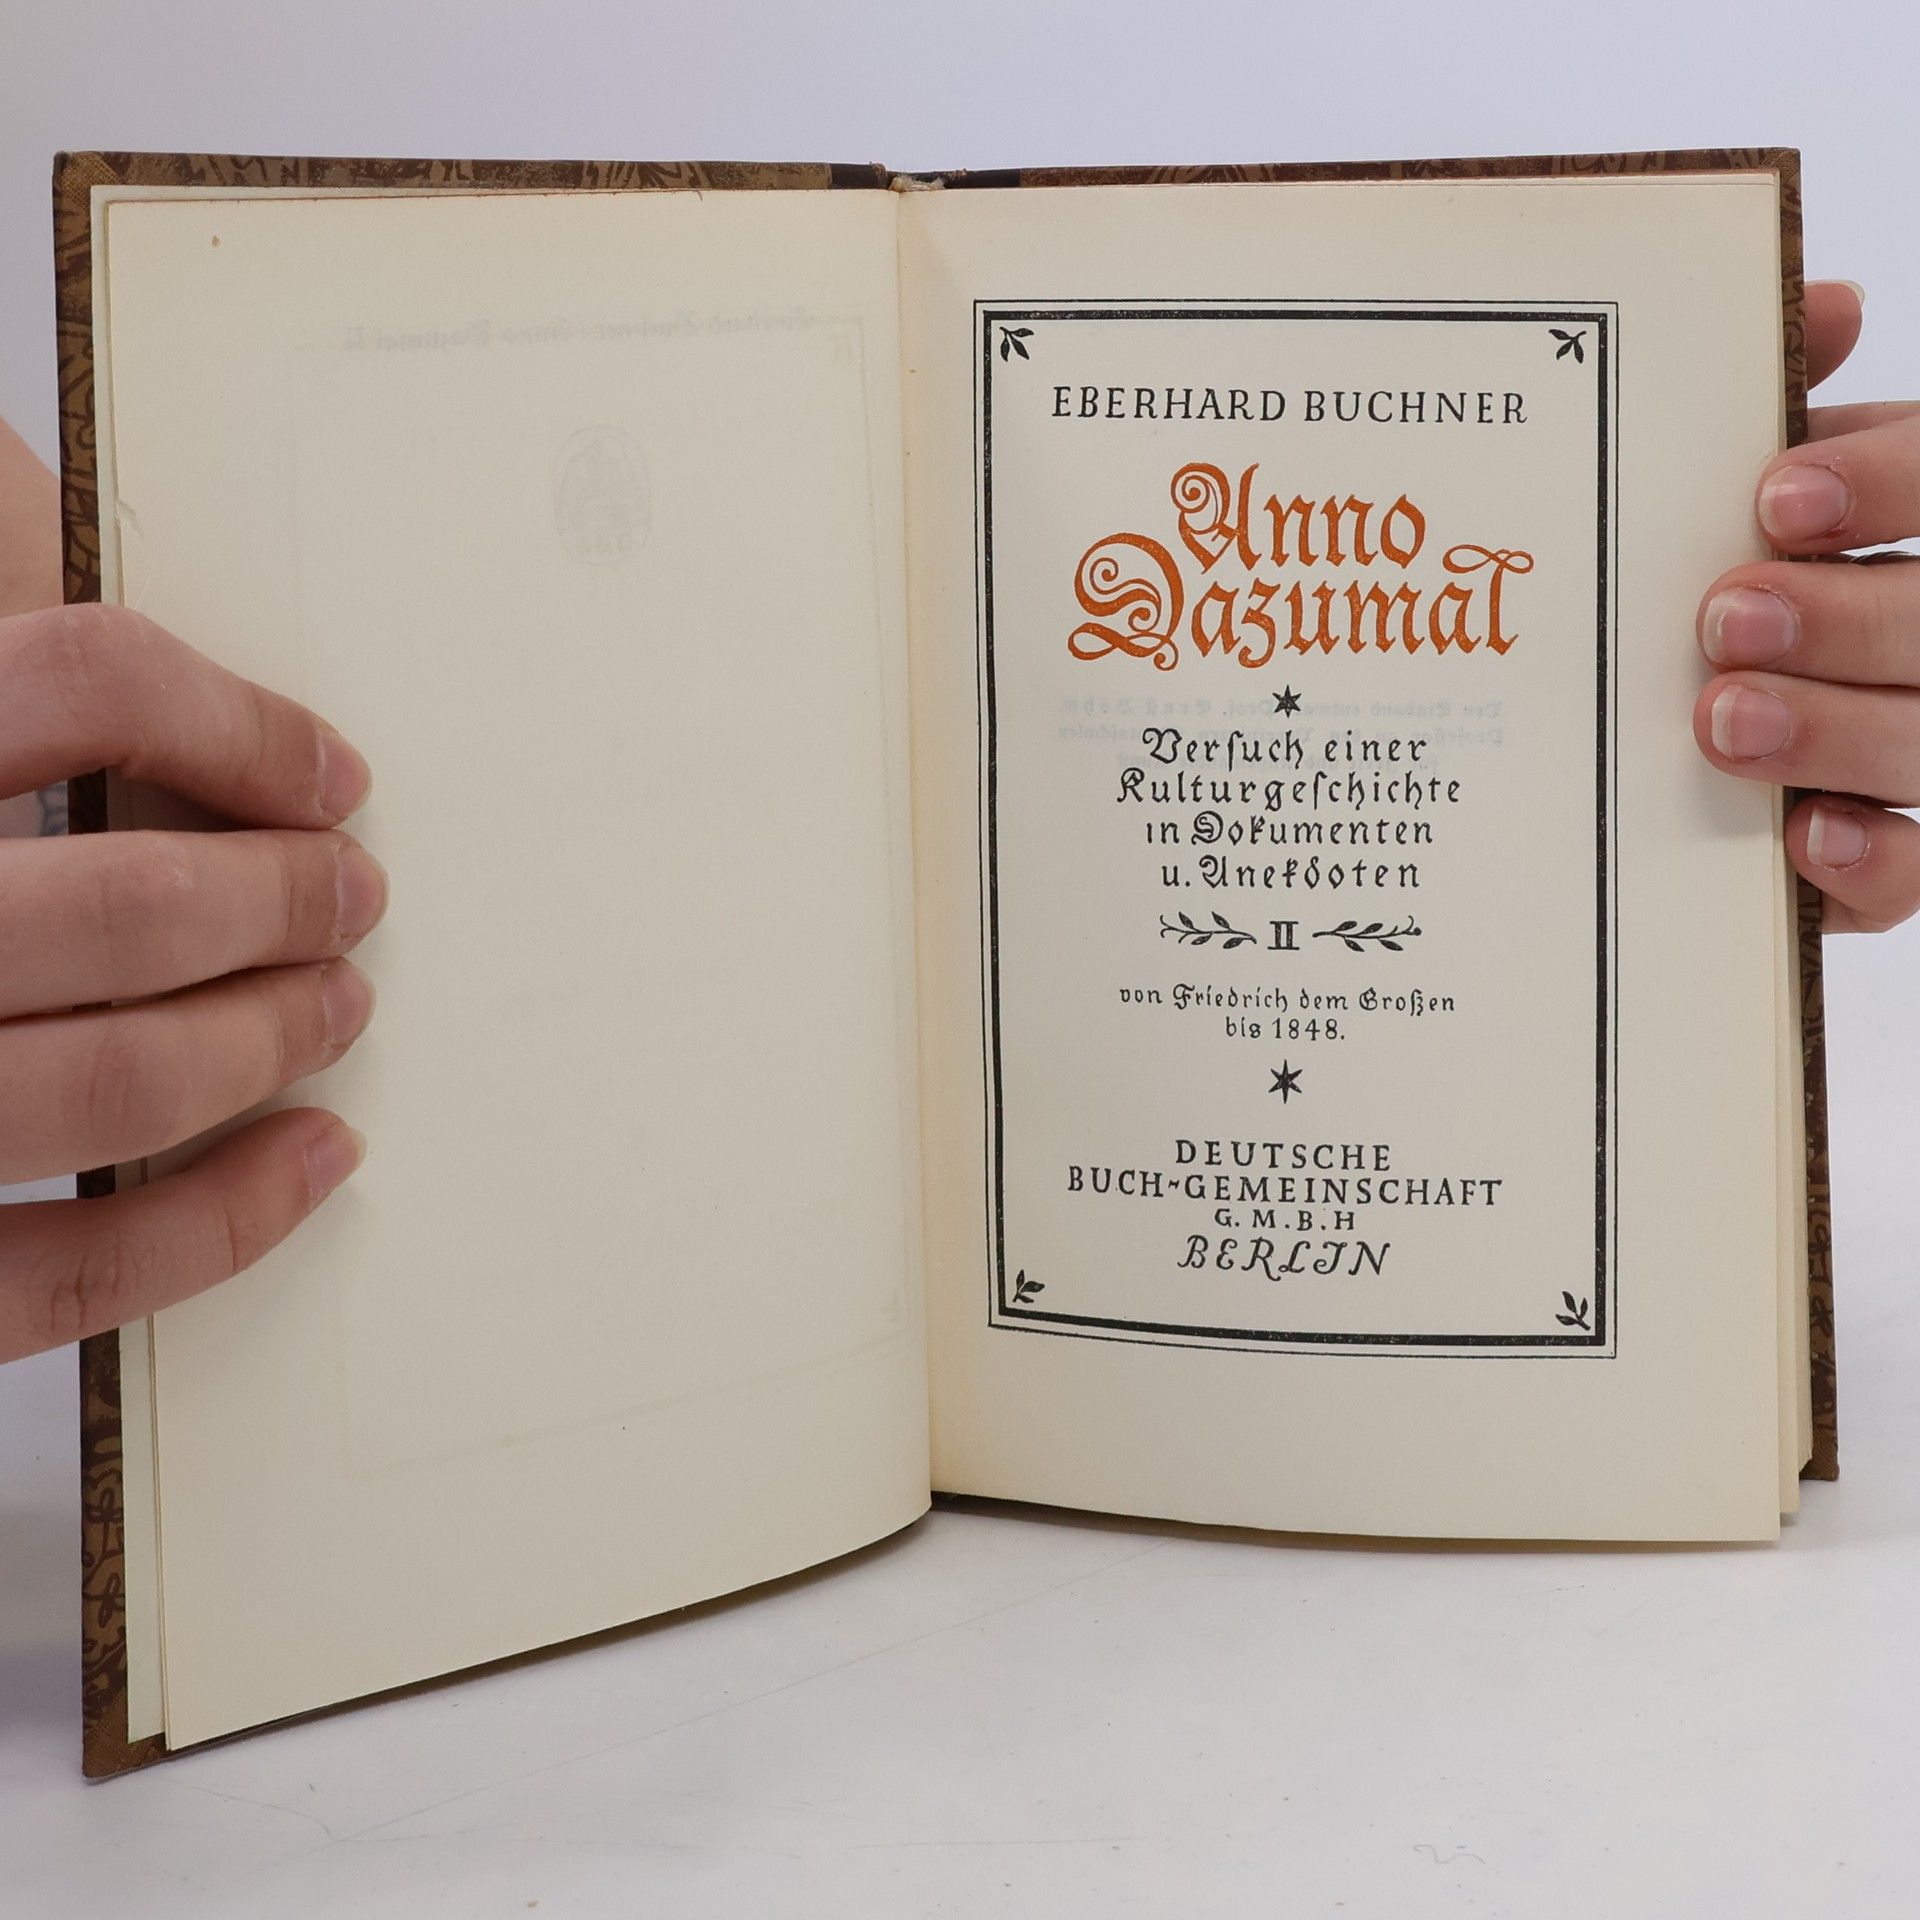 EBERHARD BUCHNER
Anno
Dazumal
Verſuch einer
Kulturgeſchichte
in Dokumenten
u. Anekdoten
II
von Friedrich dem Großen
bis 1848.
DEUTSCHE
BUCH-GEMEINSCHAFT
G. M. B. H
BERLIN